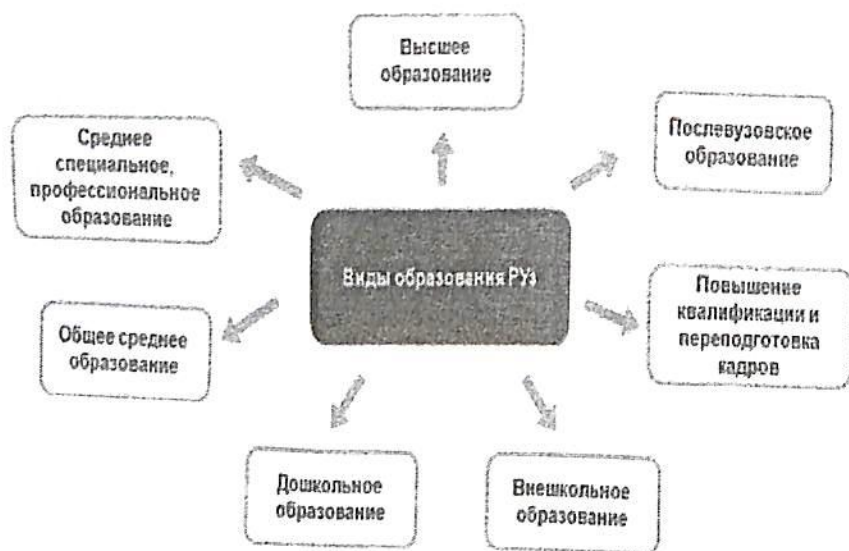 Высшее
образование
Послевузовское
образование
Среднее
специальное,
профессиональное
образование
Виды образования РУз
Повышение
квалификации и
переподготовка
кадров
Общее среднее
образование
Дошкольное
образование
Внешкольное
образование